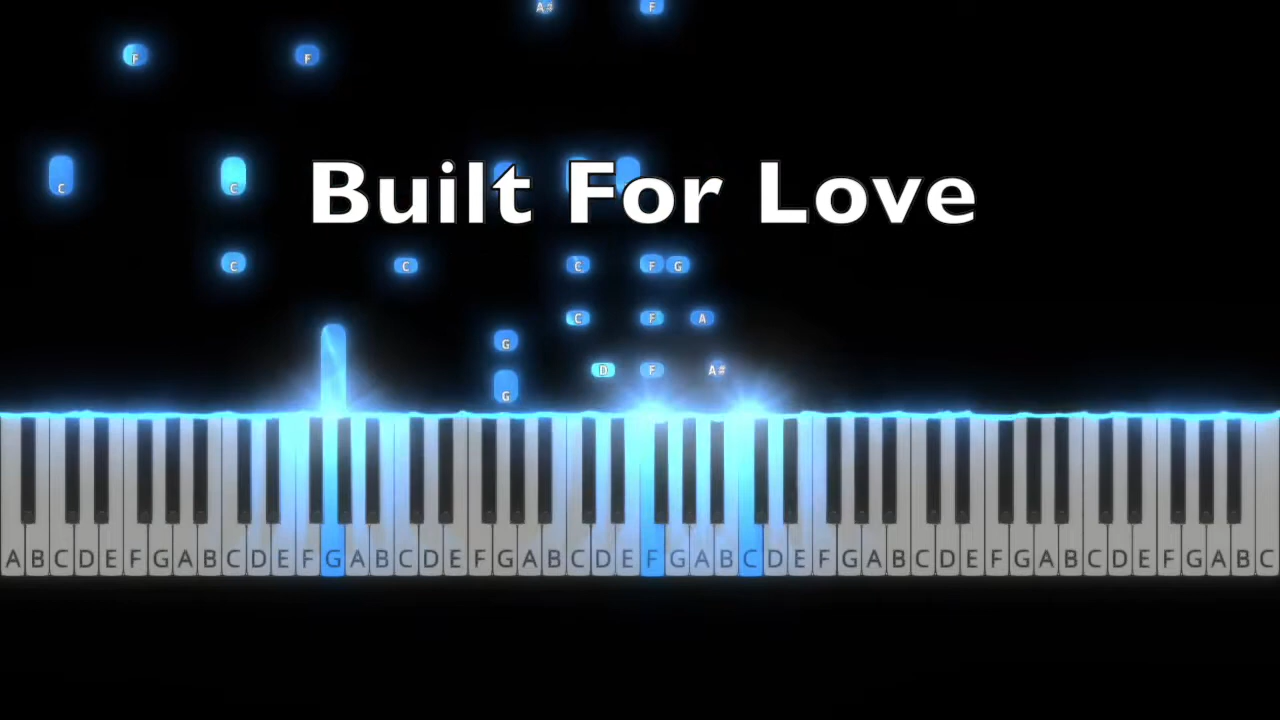 A# F
F F
C C
Built For Love
C C C F G
C F A
G
D F A#
G
A B C D E F G A B C D E F G A B C D E F G A B C D E F G A B C D E F G A B C D E F G A B C D E F G A B C